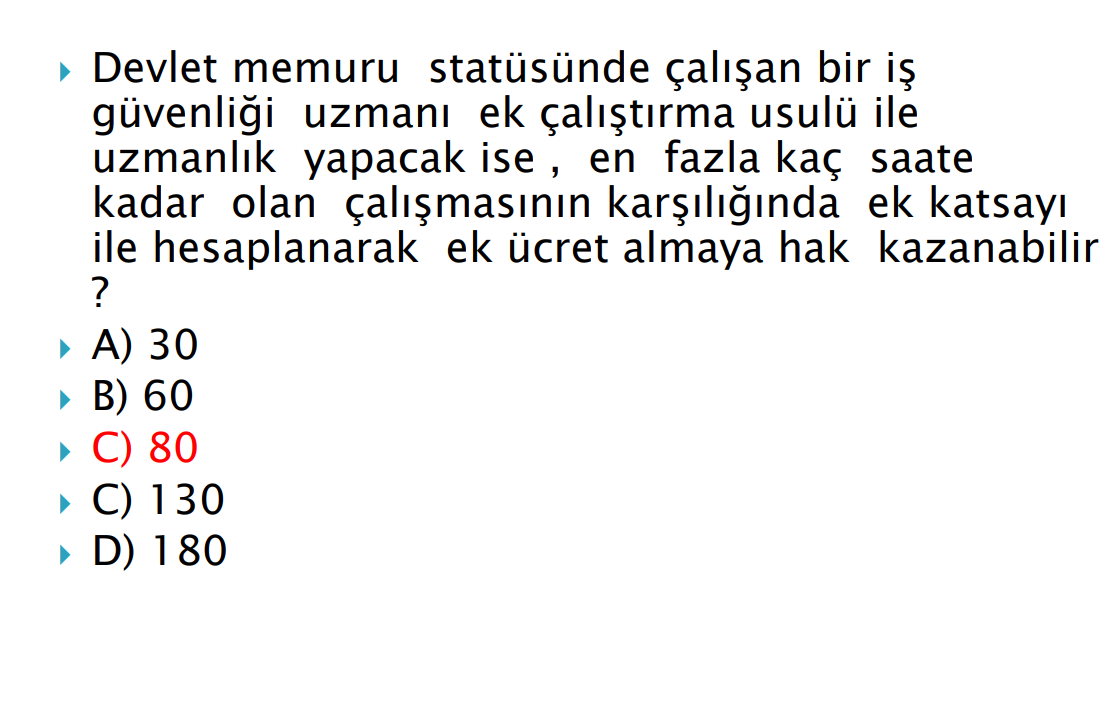 Devlet memuru statüsünde çalışan bir iş
güvenliği uzmanı ek çalıştırma usulü ile
uzmanlık yapacak ise , en fazla kaç saate
kadar olan çalışmasının karşılığında ek katsayı
ile hesaplanarak ek ücret almaya hak kazanabilir
?
A) 30
B) 60
C) 80
C) 130
D) 180